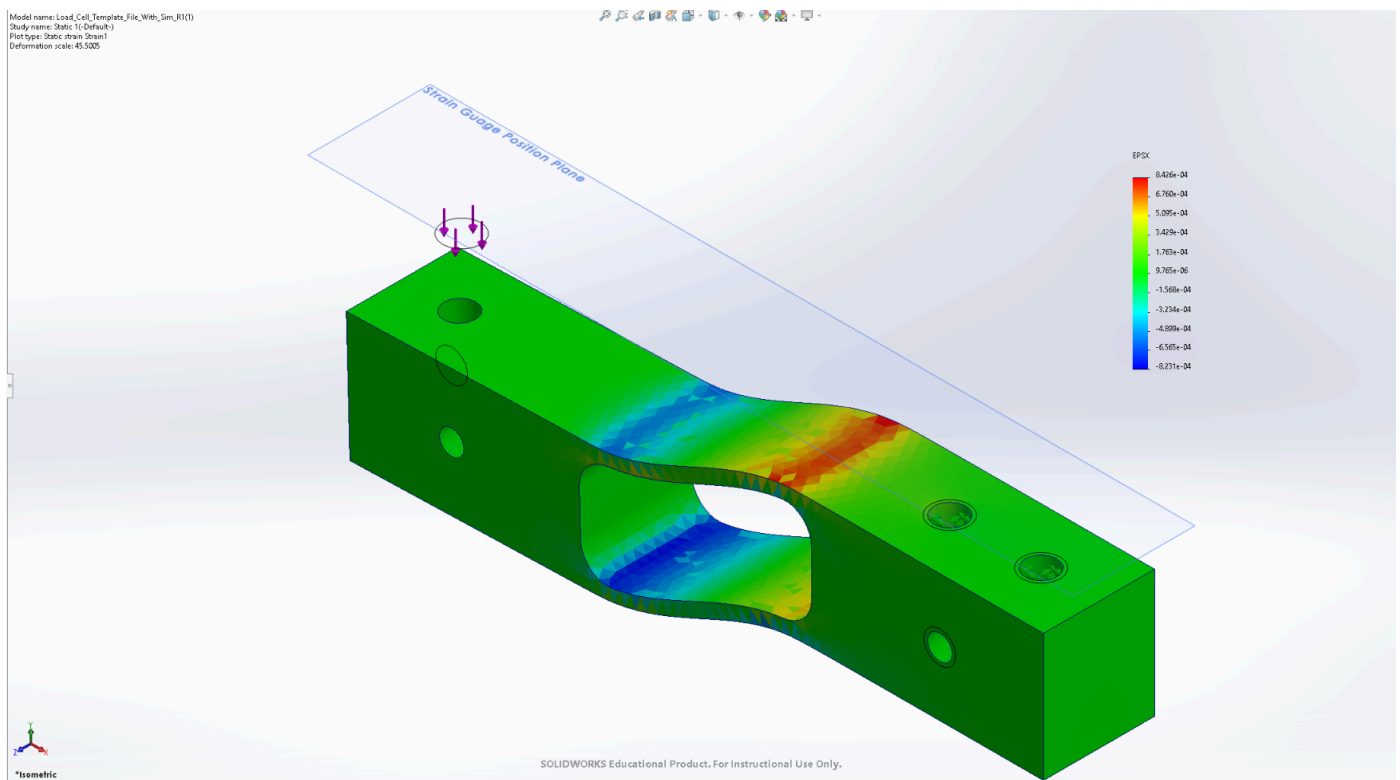 Model name: Load_Cell_Template_File_With_Sim_R1(1)
Study name: Static 1(-Default-)
Plot type: Static strain Strain1
Deformation scale: 45.5005
Strain Guage Position Plane
EPSX
8.426e-04
6.760e-04
5.095e-04
3.429e-04
1.763e-04
9.765e-06
-1.568e-04
-3.234e-04
-4.899e-04
-6.565e-04
-8.231e-04
Y
Z
X
SOLIDWORKS Educational Product. For Instructional Use Only.
*Isometric